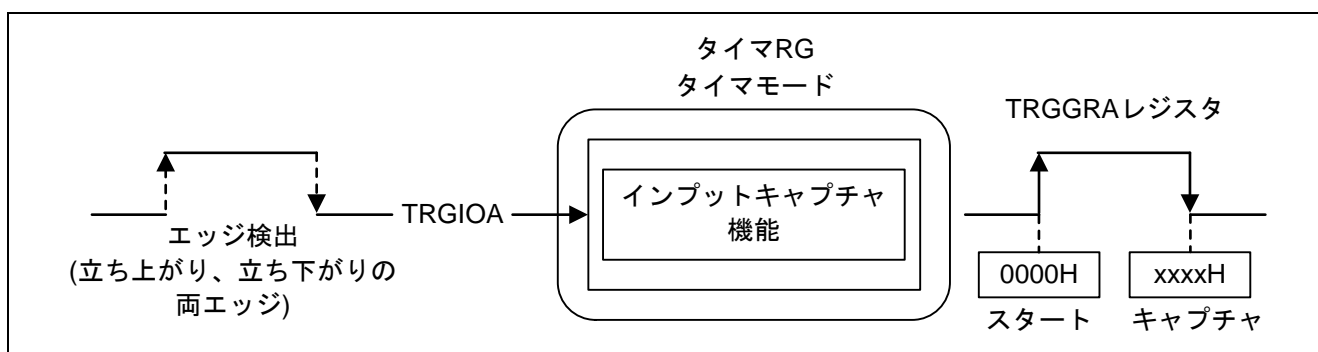 タイマRG
タイマモード
TRGGRAレジスタ
TRGIOA
インプットキャプチャ
機能
エッジ検出
(立ち上がり、立ち下がりの
両エッジ)
0000H
xxxxH
スタート
キャプチャ